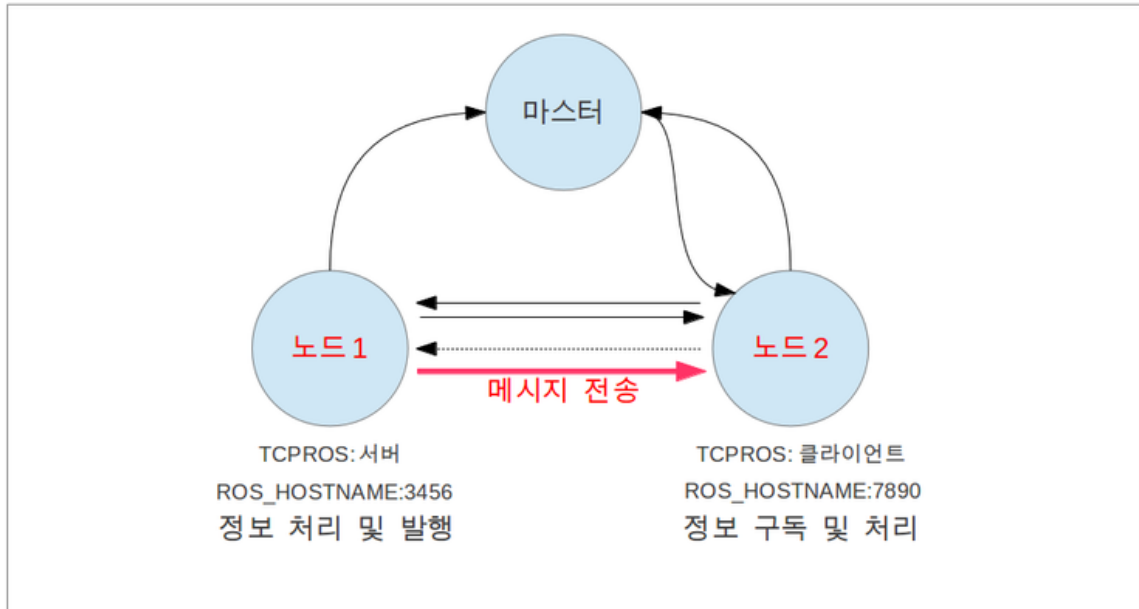 마스터
노드 1
노드 2
메시지 전송
TCPROS: 서버
ROS_HOSTNAME:3456
정보 처리 및 발행
TCPROS: 클라이언트
ROS_HOSTNAME:7890
정보 구독 및 처리